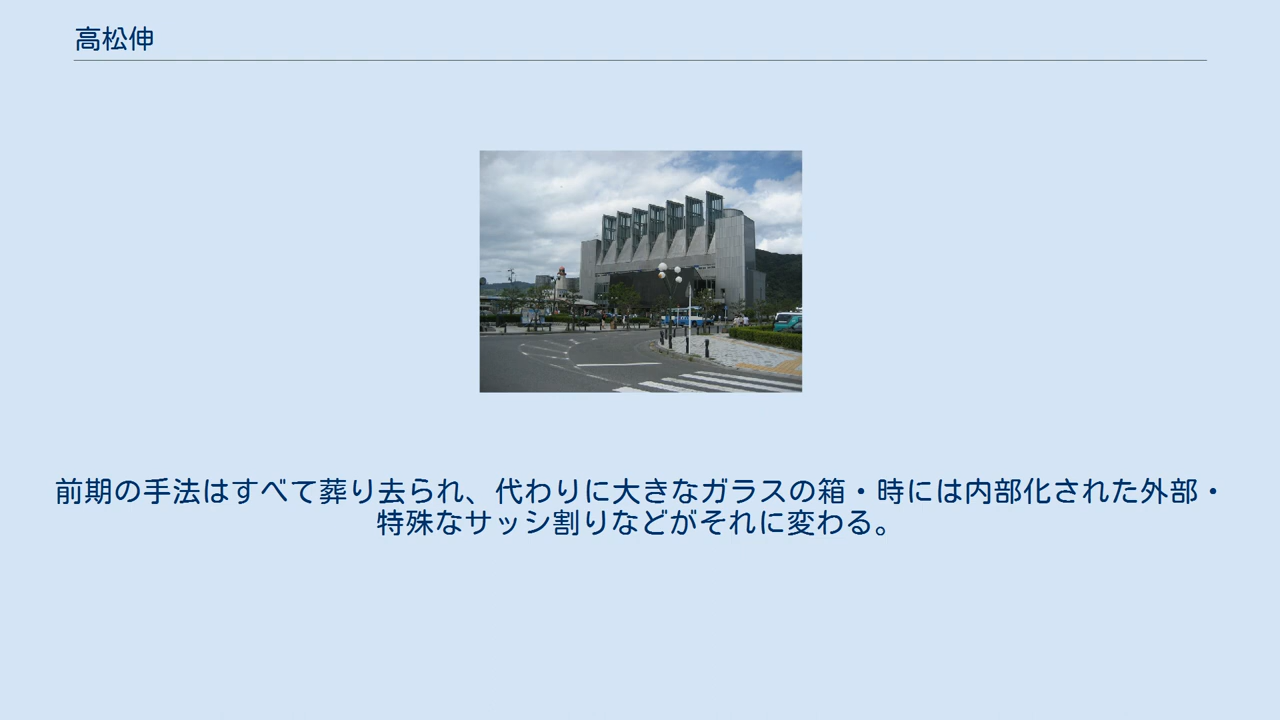 高松伸
前期の手法はすべて葬り去られ、代わりに大きなガラスの箱・時には内部化された外部・
特殊なサッシ割りなどがそれに変わる。